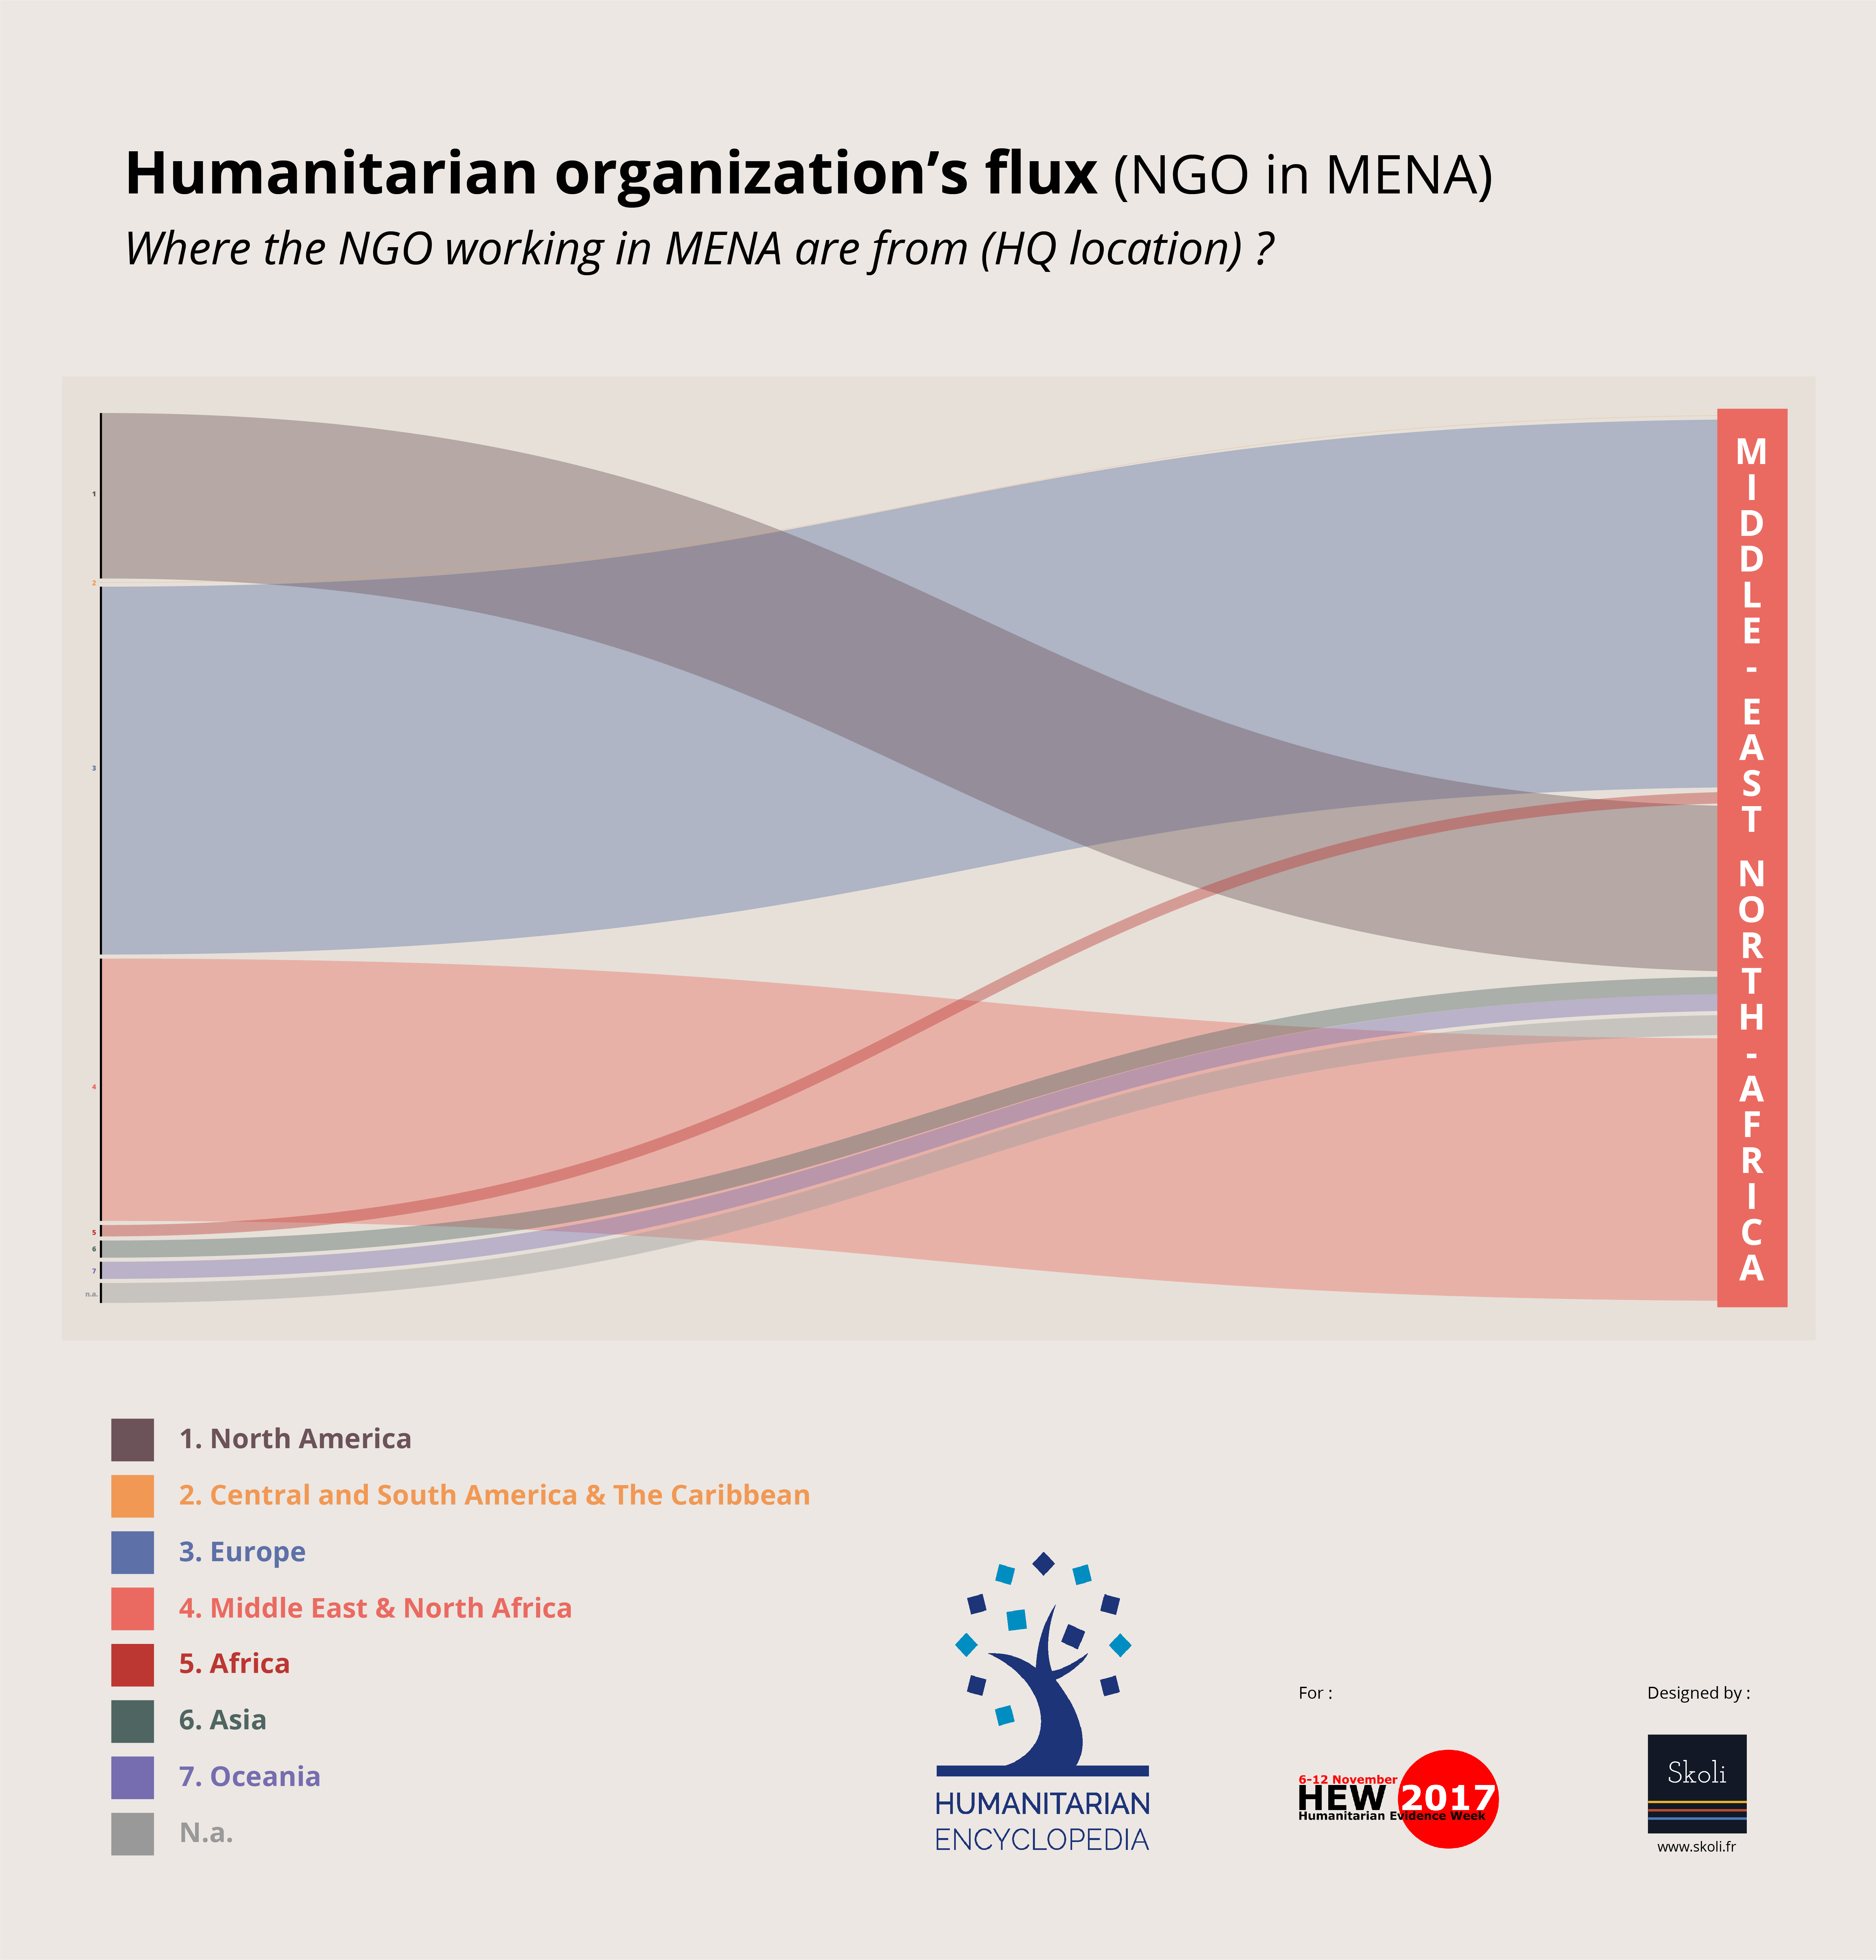 Humanitarian organization’s flux (NGO in MENA)
Where the NGO working in MENA are from (HQ location) ?
1
2
3
4
5
6
7
n.a.
MIDDLE - EAST NORTH - AFRICA
1. North America
2. Central and South America & The Caribbean
3. Europe
4. Middle East & North Africa
5. Africa
6. Asia
7. Oceania
N.a.
HUMANITARIAN
ENCYCLOPEDIA
For :
6-12 November
HEW 2017
Humanitarian Evidence Week
Designed by :
Skoli
www.skoli.fr